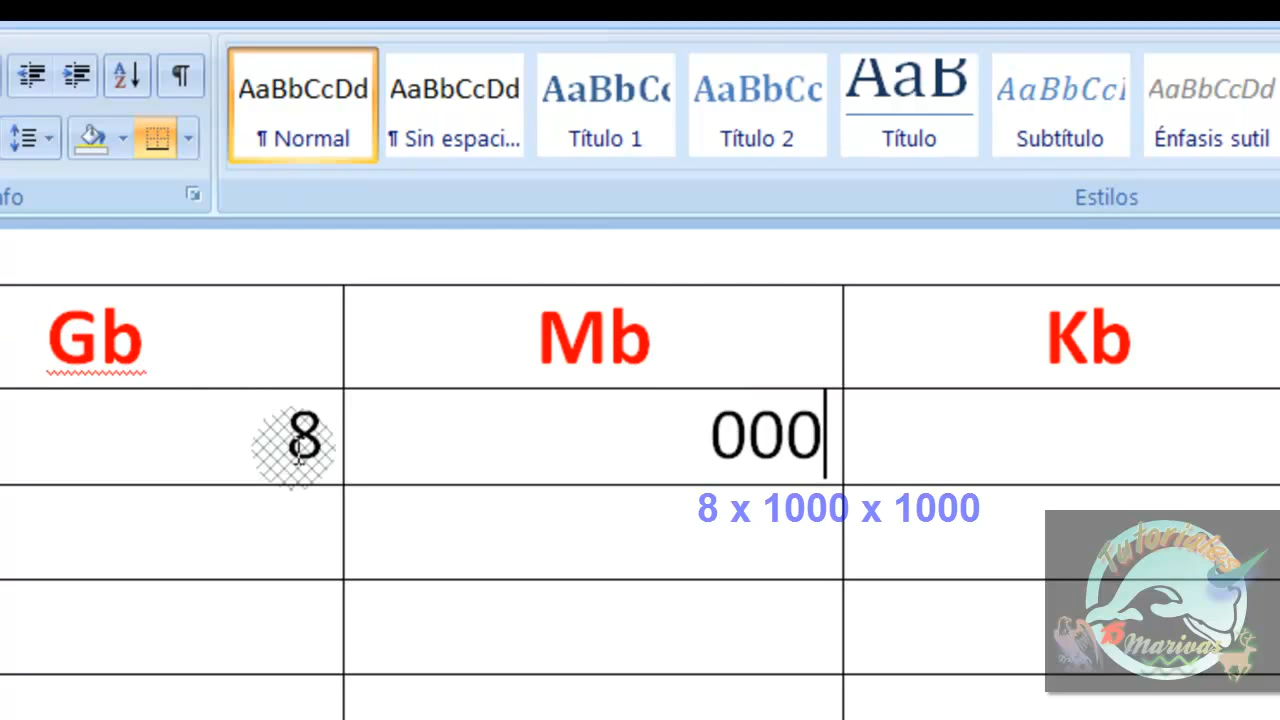 AaBbCcDd AaBbCcDd AaBbCc AaBbCc AaB AaBbCcI AaBbCcDd
¶ Normal ¶ Sin espaci... Título 1 Título 2 Título Subtítulo Énfasis sutil
Estilos
Gb Mb Kb
8 000
8 x 1000 x 1000
Tutoriales
Marivas